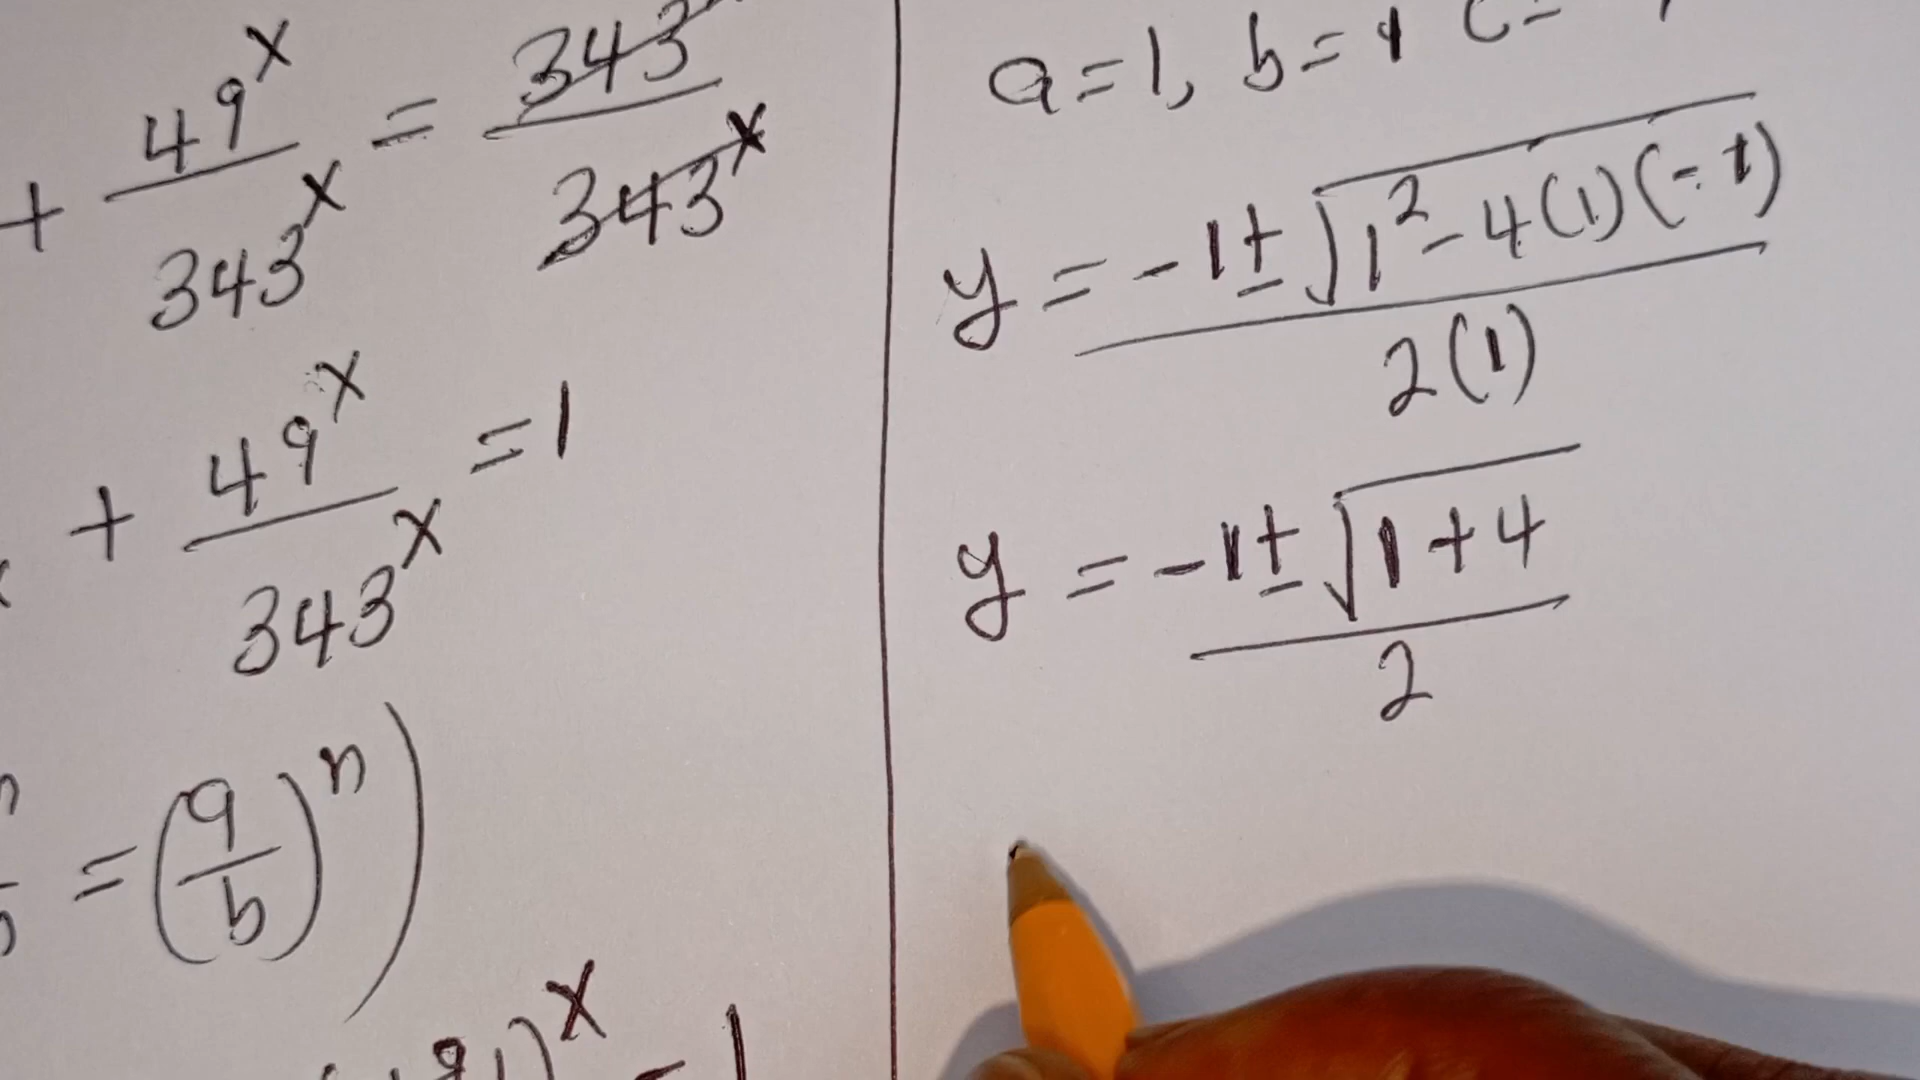 + 49^x / 343^x = 343 / 343^x
+ 49^x / 343^x = 1
= (a/b)^n )
a=1, b=1 c=
y = -1±√1²-4(1)(-1) / 2(1)
y = -1±√1+4 / 2